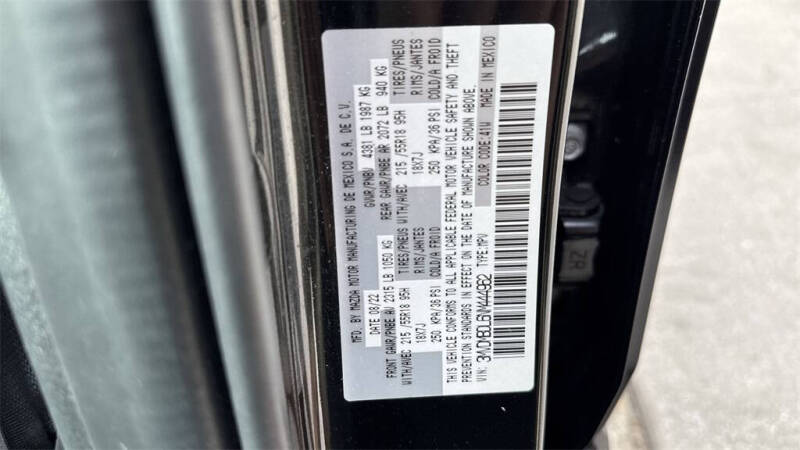 MFD. BY MAZDA MOTOR MANUFACTURING DE MEXICO S.A. DE C.V.
DATE 08/22 GVWR/PNBV 4381 LB 1987 KG
FRONT GAWR/PNBE AV 2315 LB 1050 KG REAR GAWR/PNBE AR 2072 LB 940 KG
WITH/AVEC 215/55R18 95H TIRES/PNEUS WITH/AVEC 215/55R18 95H TIRES/PNEUS
18X7J RIMS/JANTES 18X7J RIMS/JANTES
250 KPA/36 PSI COLD/A FROID 250 KPA/36 PSI COLD/A FROID
THIS VEHICLE CONFORMS TO ALL APPLICABLE FEDERAL MOTOR VEHICLE SAFETY AND THEFT
PREVENTION STANDARDS IN EFFECT ON THE DATE OF MANUFACTURE SHOWN ABOVE.
VIN: TYPE:MPV COLOR CODE:41W MADE IN MEXICO
ZR